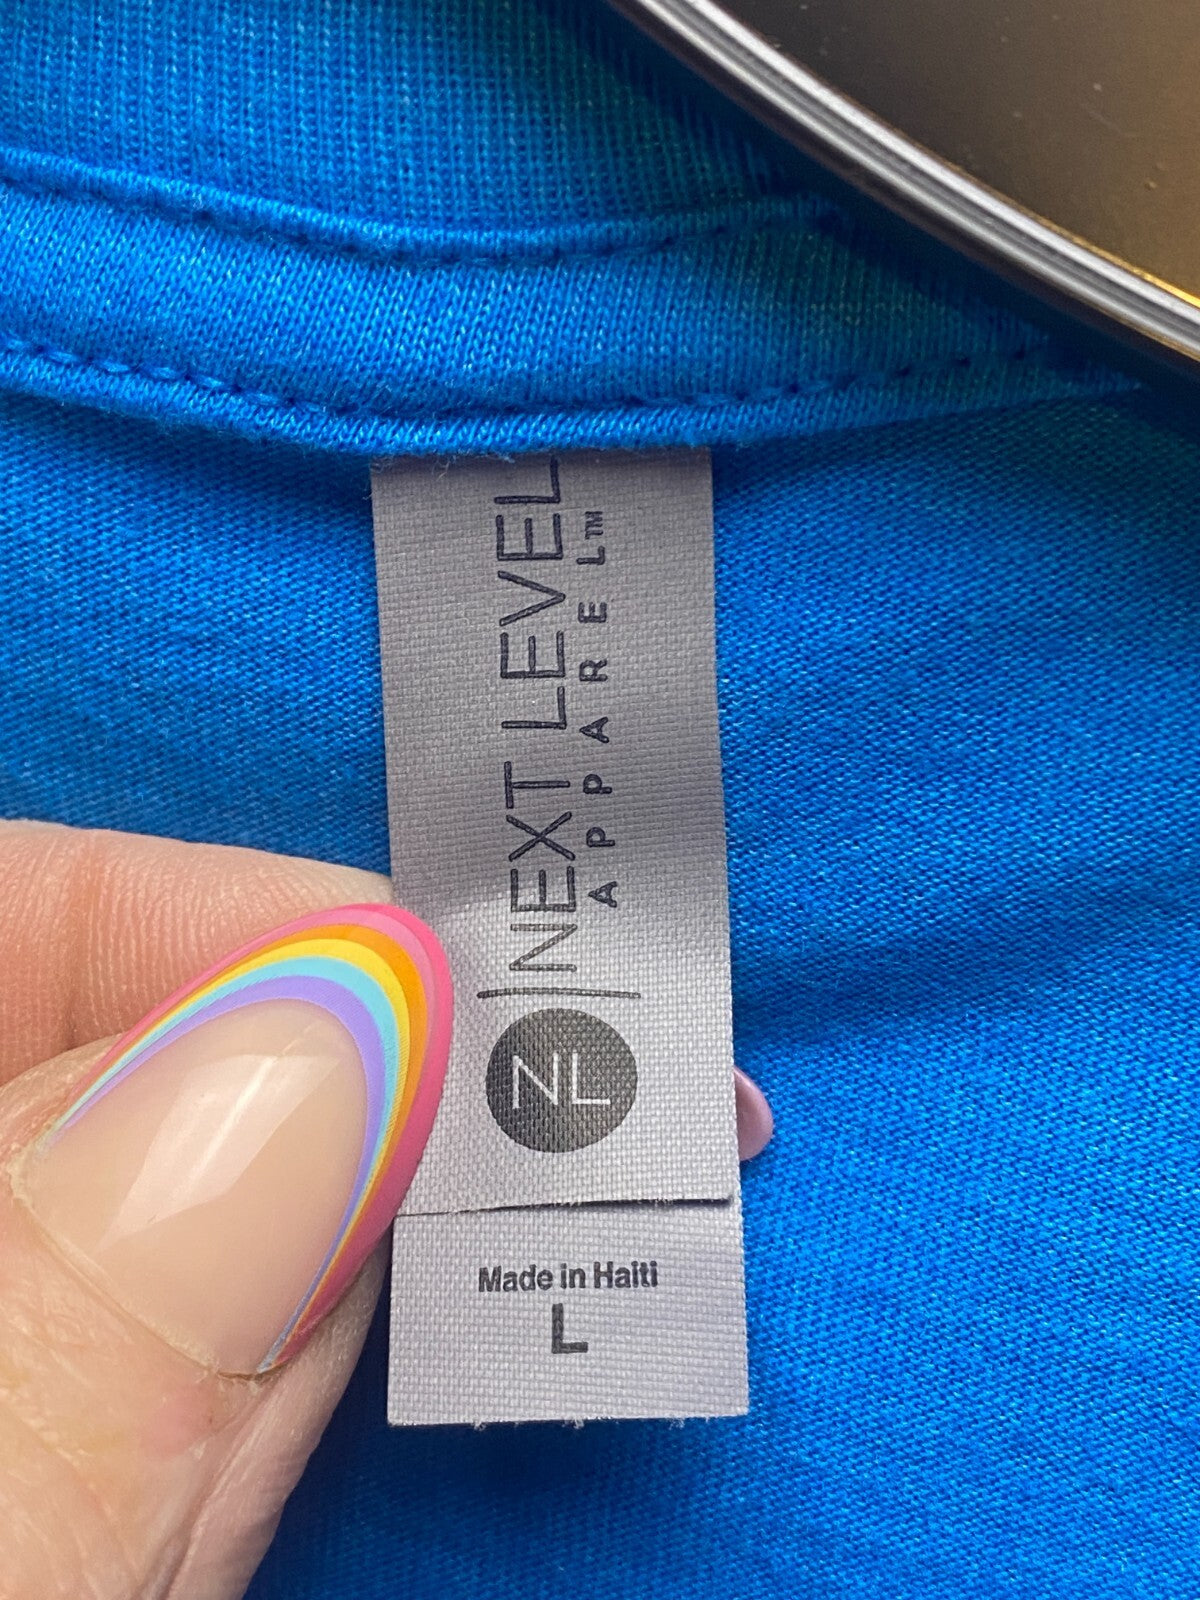 NEXT LEVEL
APPAREL™
NL
Made in Haiti
L